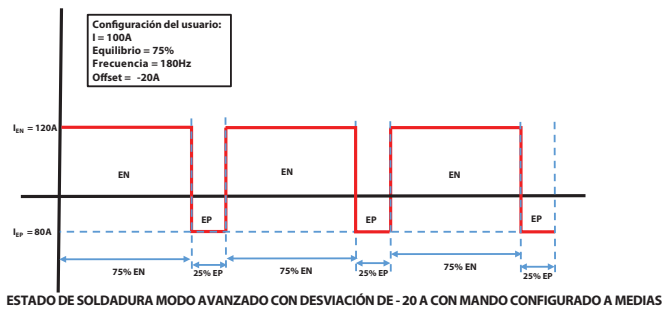 Configuración del usuario:
I = 100A
Equilibrio = 75%
Frecuencia = 180Hz
Offset = -20A
IEN = 120A
EN
EN
EN
EP
EP
EP
IEP = 80A
75% EN
25% EP
75% EN
25% EP
75% EN
25% EP
ESTADO DE SOLDADURA MODO AVANZADO CON DESVIACIÓN DE - 20 A CON MANDO CONFIGURADO A MEDIAS